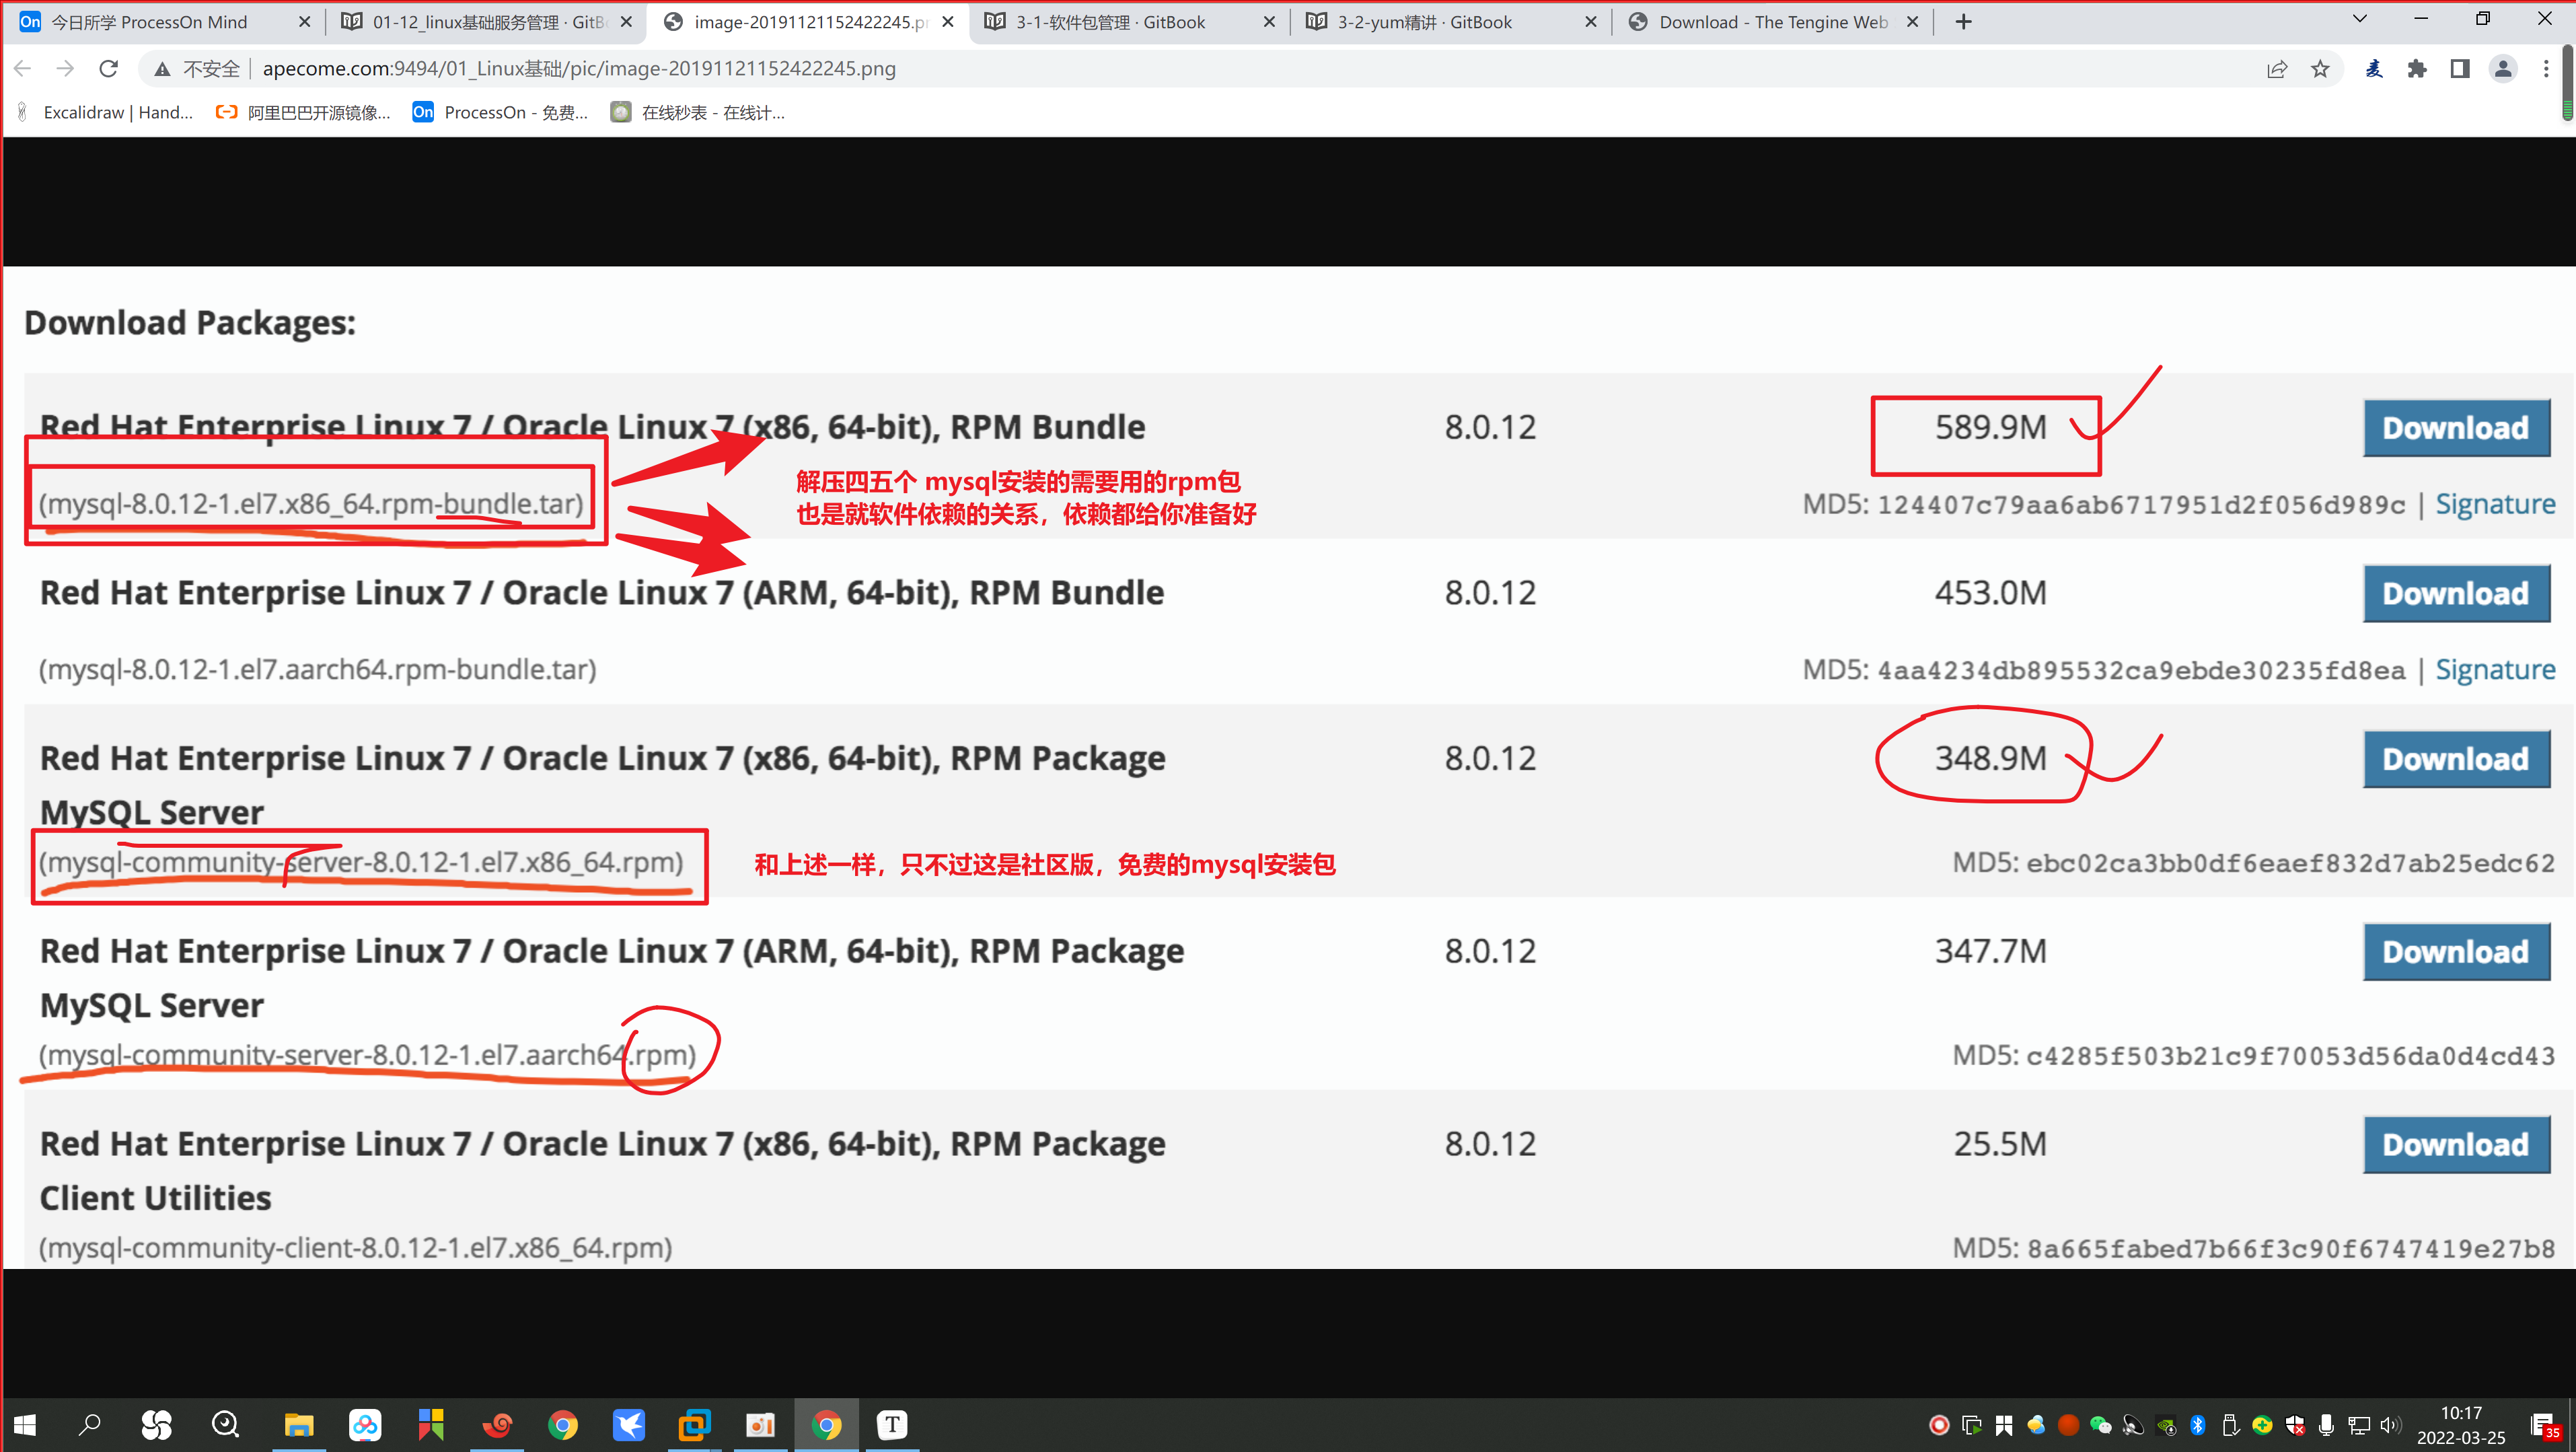 今日所学 ProcessOn Mind
01-12_linux基础服务管理 · GitBo
image-20191121152422245.pn
3-1-软件包管理 · GitBook
3-2-yum精讲 · GitBook
Download - The Tengine Web
不安全
apecome.com:9494/01_Linux基础/pic/image-20191121152422245.png
Excalidraw | Hand...
阿里巴巴开源镜像...
On
ProcessOn - 免费...
在线秒表 - 在线计...
Download Packages:
Red Hat Enterprise Linux 7 / Oracle Linux 7 (x86, 64-bit), RPM Bundle 8.0.12 589.9M Download
(mysql-8.0.12-1.el7.x86_64.rpm-bundle.tar) MD5: 124407c79aa6ab6717951d2f056d989c | Signature
解压四五个 mysql安装的需要用的rpm包
也是就软件依赖的关系，依赖都给你准备好
Red Hat Enterprise Linux 7 / Oracle Linux 7 (ARM, 64-bit), RPM Bundle 8.0.12 453.0M Download
(mysql-8.0.12-1.el7.aarch64.rpm-bundle.tar) MD5: 4aa4234db895532ca9ebde30235fd8ea | Signature
Red Hat Enterprise Linux 7 / Oracle Linux 7 (x86, 64-bit), RPM Package 8.0.12 348.9M Download
MySQL Server
(mysql-community-server-8.0.12-1.el7.x86_64.rpm) MD5: ebc02ca3bb0df6eaef832d7ab25edc62
和上述一样，只不过这是社区版，免费的mysql安装包
Red Hat Enterprise Linux 7 / Oracle Linux 7 (ARM, 64-bit), RPM Package 8.0.12 347.7M Download
MySQL Server
(mysql-community-server-8.0.12-1.el7.aarch64.rpm) MD5: c4285f503b21c9f70053d56da0d4cd43
Red Hat Enterprise Linux 7 / Oracle Linux 7 (x86, 64-bit), RPM Package 8.0.12 25.5M Download
Client Utilities
(mysql-community-client-8.0.12-1.el7.x86_64.rpm) MD5: 8a665fabed7b66f3c90f6747419e27b8
T
10:17
2022-03-25
35